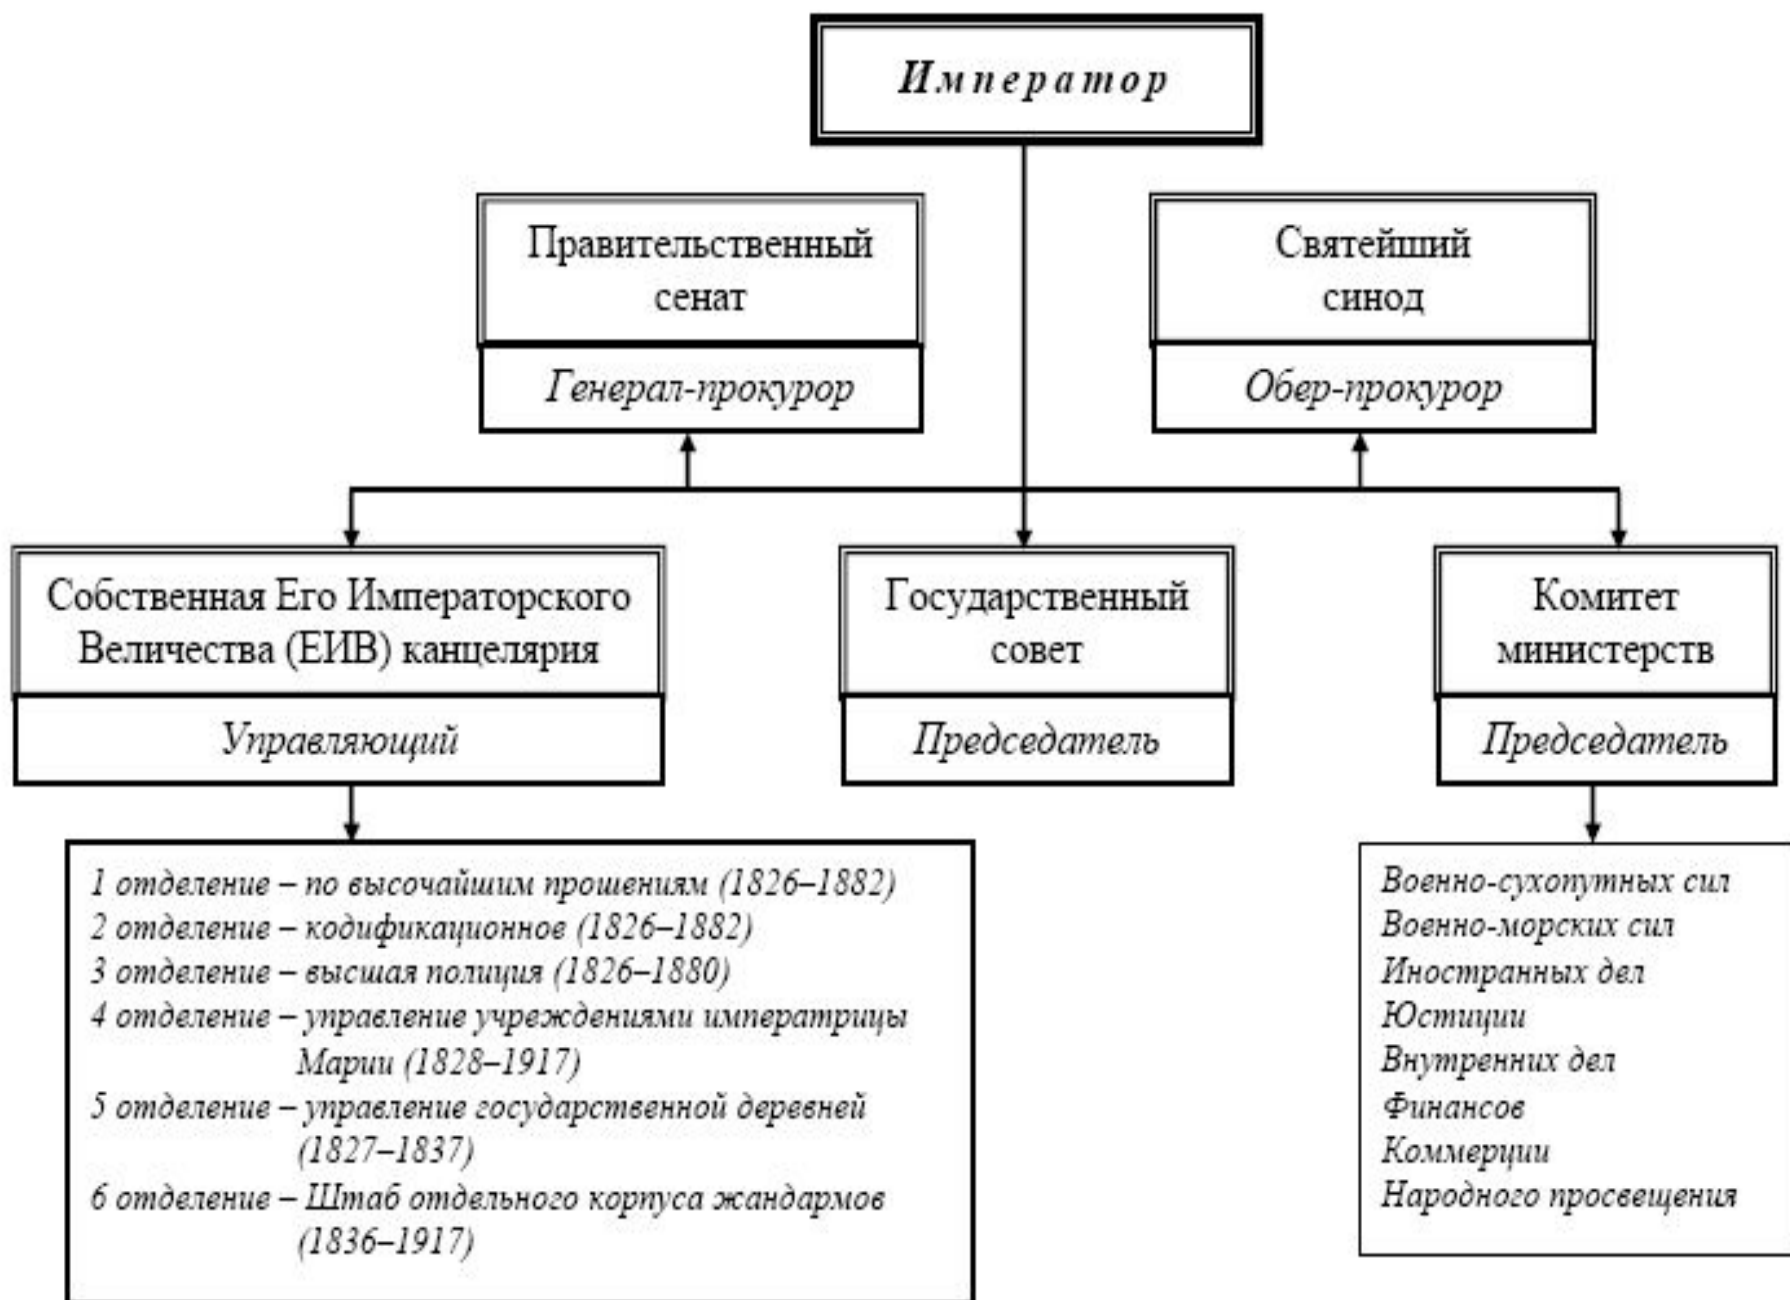 Император
Правительственный
сенат
Генерал-прокурор
Святейший
синод
Обер-прокурор
Собственная Его Императорского
Величества (ЕИВ) канцелярия
Управляющий
Государственный
совет
Председатель
Комитет
министерств
Председатель
1 отделение – по высочайшим прошениям (1826–1882)
2 отделение – кодификационное (1826–1882)
3 отделение – высшая полиция (1826–1880)
4 отделение – управление учреждениями императрицы
Марии (1828–1917)
5 отделение – управление государственной деревней
(1827–1837)
6 отделение – Штаб отдельного корпуса жандармов
(1836–1917)
Военно-сухопутных сил
Военно-морских сил
Иностранных дел
Юстиции
Внутренних дел
Финансов
Коммерции
Народного просвещения